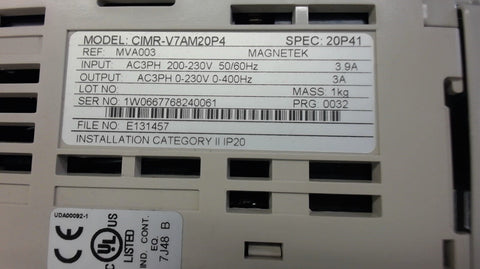 MODEL: CIMR-V7AM20P4 SPEC: 20P41
REF: MVA003 MAGNETEK
INPUT: AC3PH 200-230V 50/60Hz 3.9A
OUTPUT: AC3PH 0-230V 0-400Hz 3A
LOT NO: MASS 1kg
SER NO: 1W0667768240061 PRG 0032
FILE NO: E131457
INSTALLATION CATEGORY II IP20
UDA00092-1
CE
C UL US
LISTED
IND. CONT.
EQ.
7J48 B